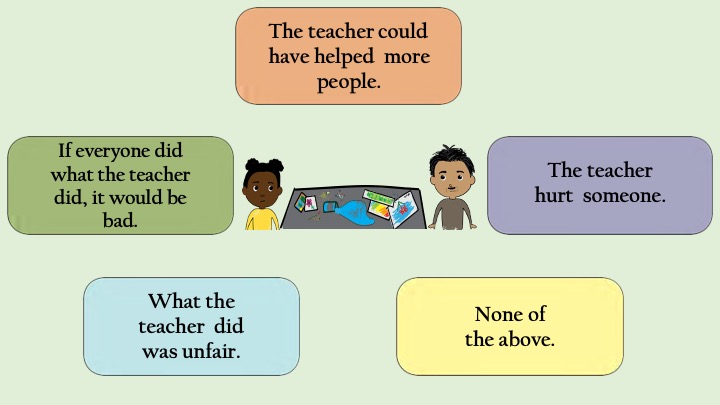 The teacher could
have helped more
people.
If everyone did
what the teacher
did, it would be
bad.
The teacher
hurt someone.
What the
teacher did
was unfair.
None of
the above.